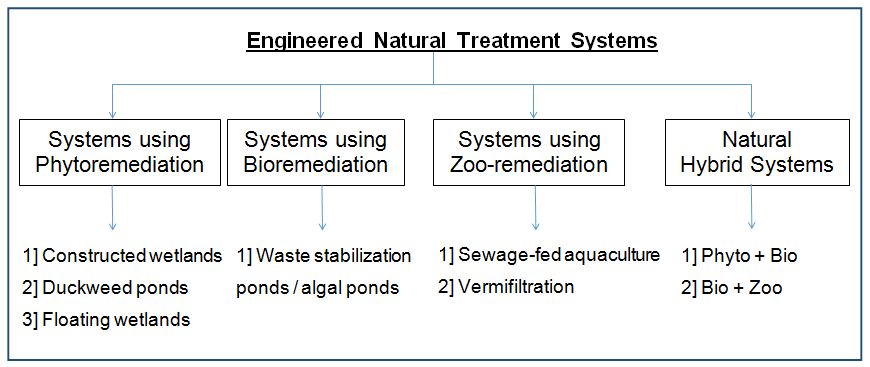 Engineered Natural Treatment Systems
Systems using
Phytoremediation
Systems using
Bioremediation
Systems using
Zoo-remediation
Natural
Hybrid Systems
1] Constructed wetlands
2] Duckweed ponds
3] Floating wetlands
1] Waste stabilization
ponds / algal ponds
1] Sewage-fed aquaculture
2] Vermifiltration
1] Phyto + Bio
2] Bio + Zoo